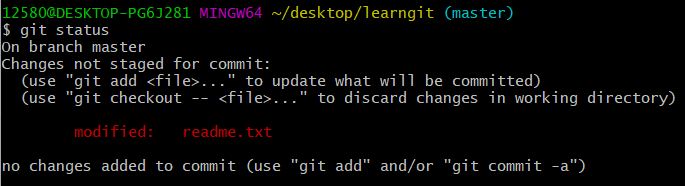 12580@DESKTOP-PG6J281 MINGW64 ~/desktop/learngit (master)
$ git status
On branch master
Changes not staged for commit:
  (use "git add <file>..." to update what will be committed)
  (use "git checkout -- <file>..." to discard changes in working directory)

        modified:   readme.txt

no changes added to commit (use "git add" and/or "git commit -a")